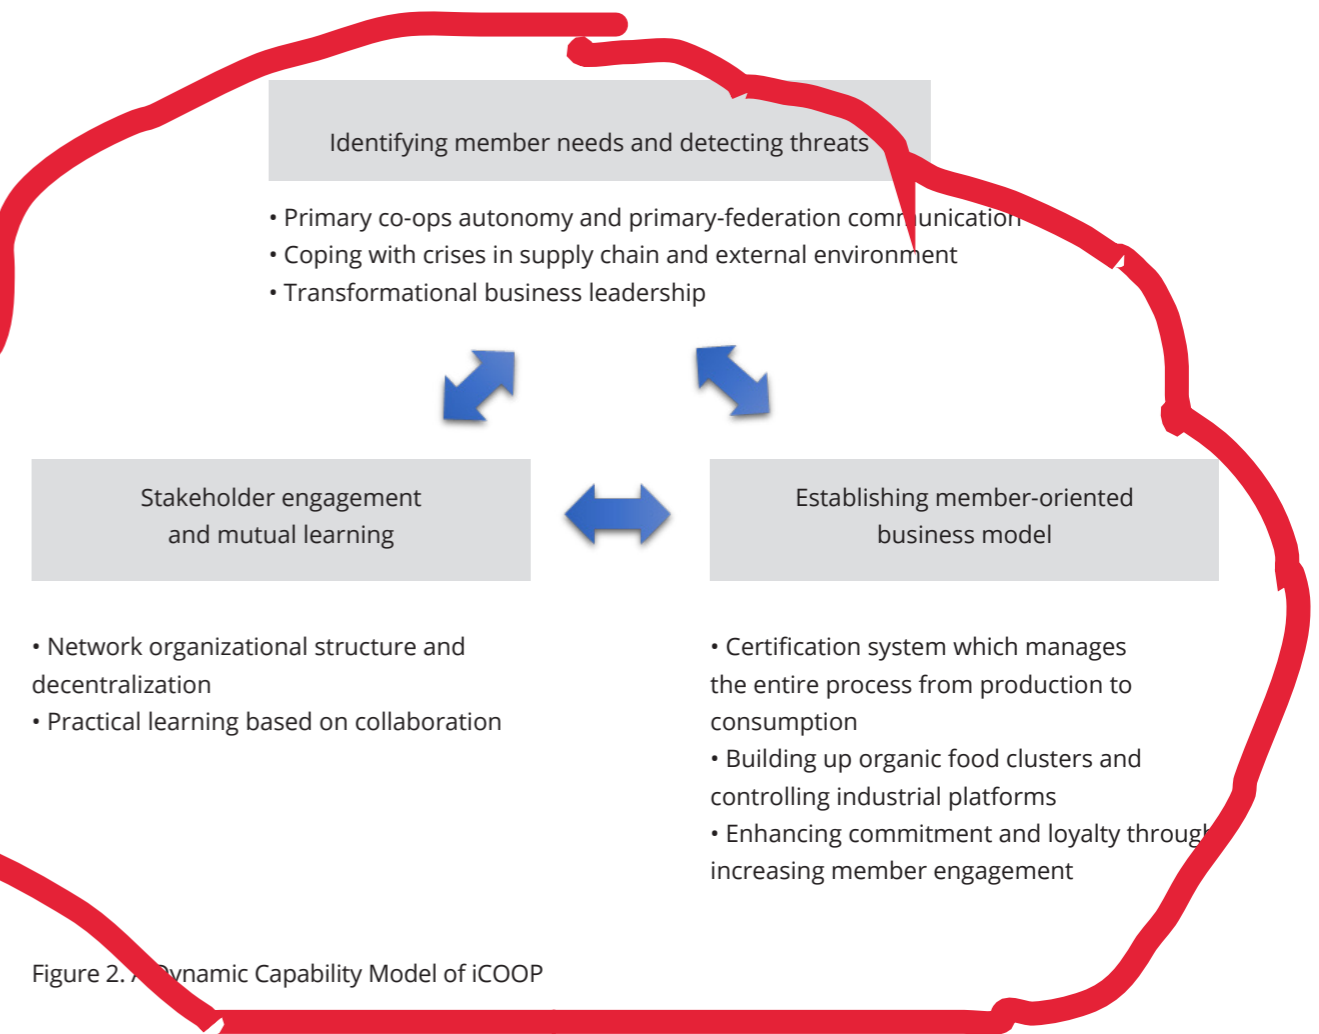 Identifying member needs and detecting threats
• Primary co-ops autonomy and primary-federation communication
• Coping with crises in supply chain and external environment
• Transformational business leadership
Stakeholder engagement
and mutual learning
Establishing member-oriented
business model
• Network organizational structure and
decentralization
• Practical learning based on collaboration
• Certification system which manages
the entire process from production to
consumption
• Building up organic food clusters and
controlling industrial platforms
• Enhancing commitment and loyalty through
increasing member engagement
Figure 2. A Dynamic Capability Model of iCOOP